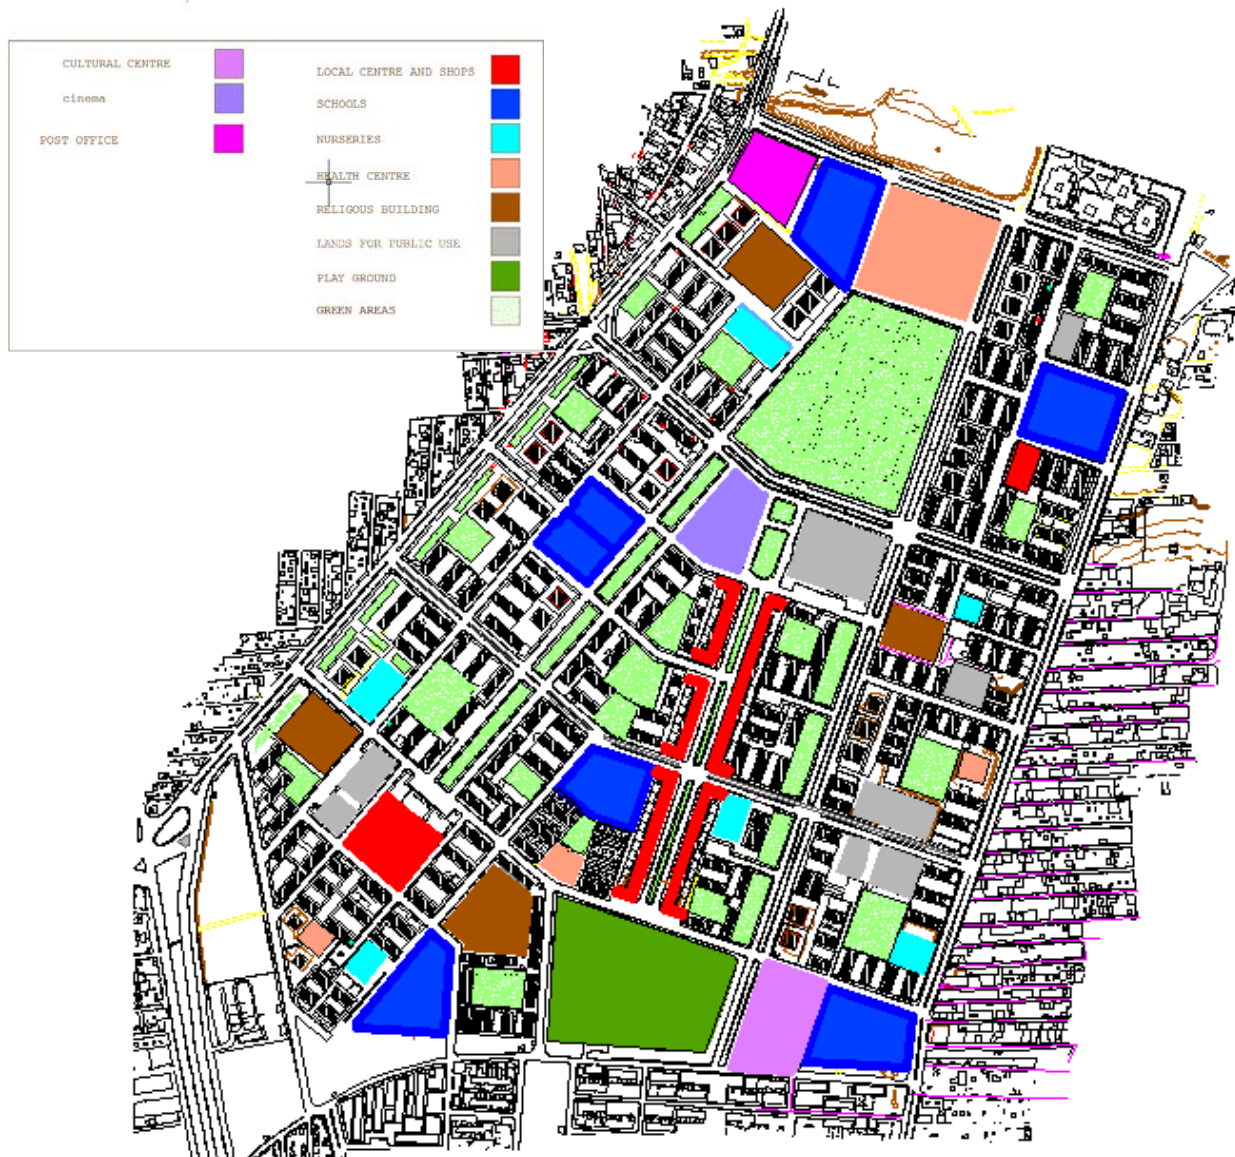 CULTURAL CENTRE
cinema
POST OFFICE
LOCAL CENTRE AND SHOPS
SCHOOLS
NURSERIES
HEALTH CENTRE
RELIGOUS BUILDING
LANDS FOR PUBLIC USE
PLAY GROUND
GREEN AREAS